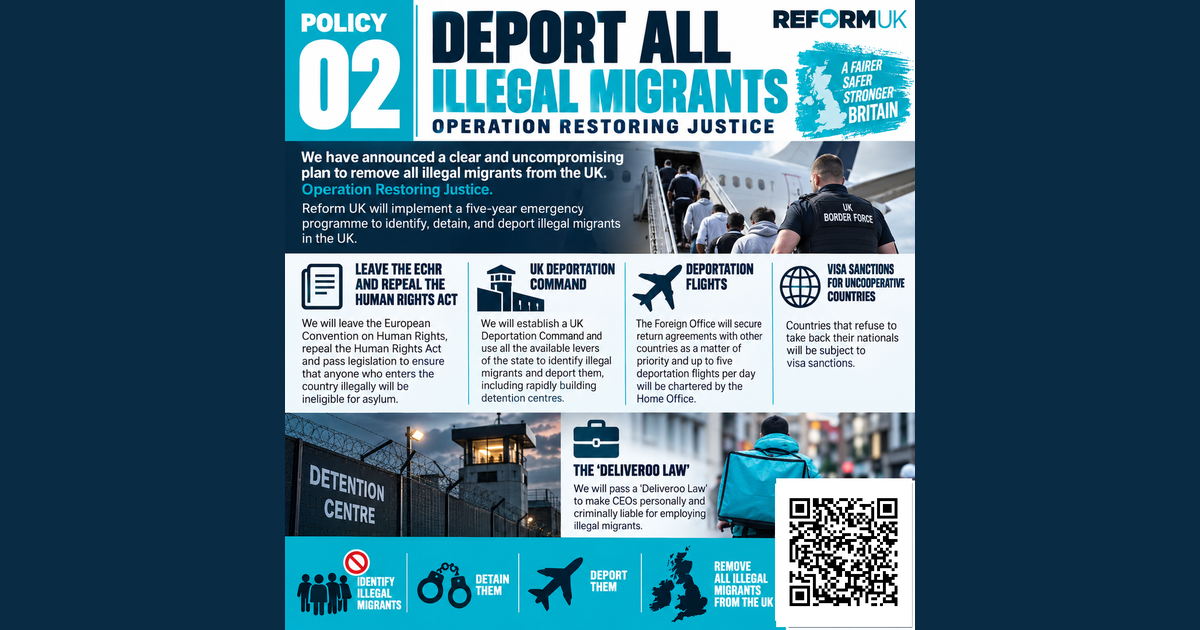 POLICY
02
DEPORT ALL
ILLEGAL MIGRANTS
OPERATION RESTORING JUSTICE
REFORM UK
A FAIRER
SAFER
STRONGER
BRITAIN
We have announced a clear and uncompromising
plan to remove all illegal migrants from the UK.
Operation Restoring Justice.
Reform UK will implement a five-year emergency
programme to identify, detain, and deport illegal migrants
in the UK.
UK
BORDER FORCE
LEAVE THE ECHR
AND REPEAL THE
HUMAN RIGHTS ACT
We will leave the European
Convention on Human Rights,
repeal the Human Rights Act
and pass legislation to ensure
that anyone who enters the
country illegally will be
ineligible for asylum.
UK DEPORTATION
COMMAND
We will establish a UK
Deportation Command and
use all the available levers
of the state to identify illegal
migrants and deport them,
including rapidly building
detention centres.
DEPORTATION
FLIGHTS
The Foreign Office will secure
return agreements with other
countries as a matter of
priority and up to five
deportation flights per day
will be chartered by the
Home Office.
VISA SANCTIONS
FOR UNCOOPERATIVE
COUNTRIES
Countries that refuse to
take back their nationals
will be subject to
visa sanctions.
DETENTION
CENTRE
THE 'DELIVEROO LAW'
We will pass a 'Deliveroo Law'
to make CEOs personally and
criminally liable for employing
illegal migrants.
IDENTIFY
ILLEGAL
MIGRANTS
DETAIN
THEM
DEPORT
THEM
REMOVE
ALL ILLEGAL
MIGRANTS
FROM THE UK